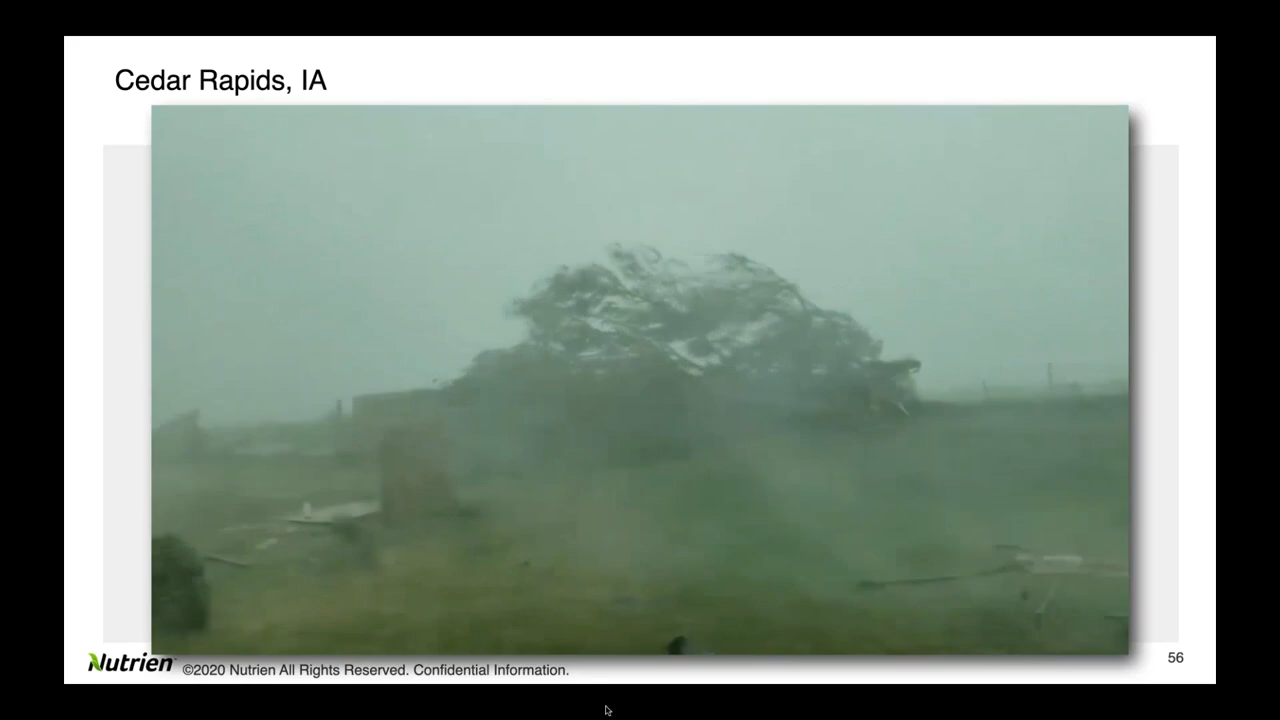 Cedar Rapids, IA
Nutrien
©2020 Nutrien All Rights Reserved. Confidential Information.
56